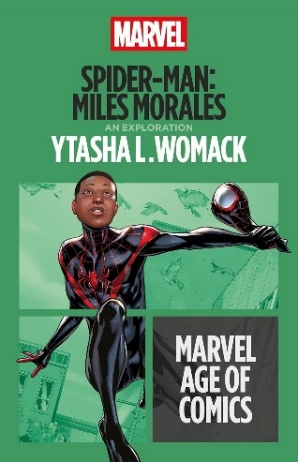 MARVEL
SPIDER-MAN:
MILES MORALES
AN EXPLORATION
YTASHA L. WOMACK
MARVEL
AGE OF
COMICS